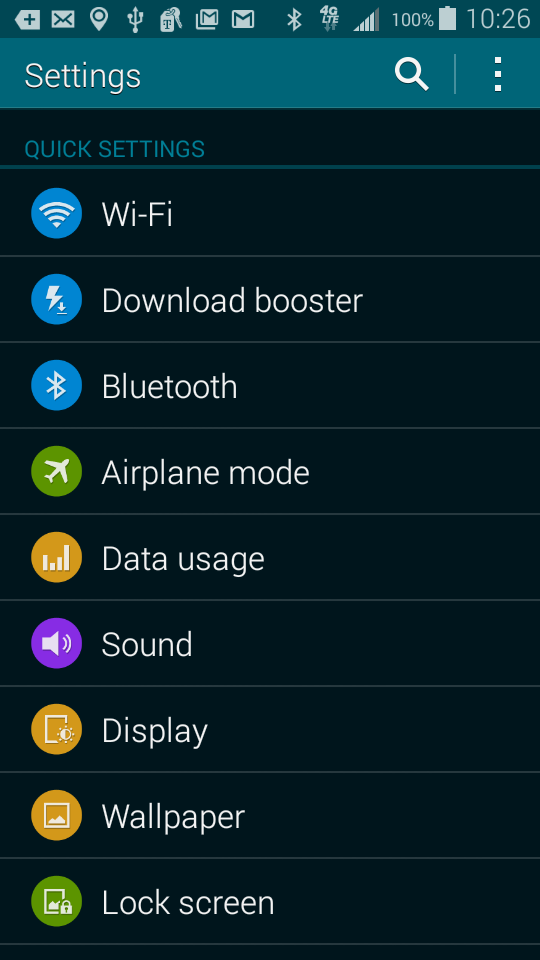 4G LTE 100% 10:26
Settings
QUICK SETTINGS
Wi-Fi
Download booster
Bluetooth
Airplane mode
Data usage
Sound
Display
Wallpaper
Lock screen